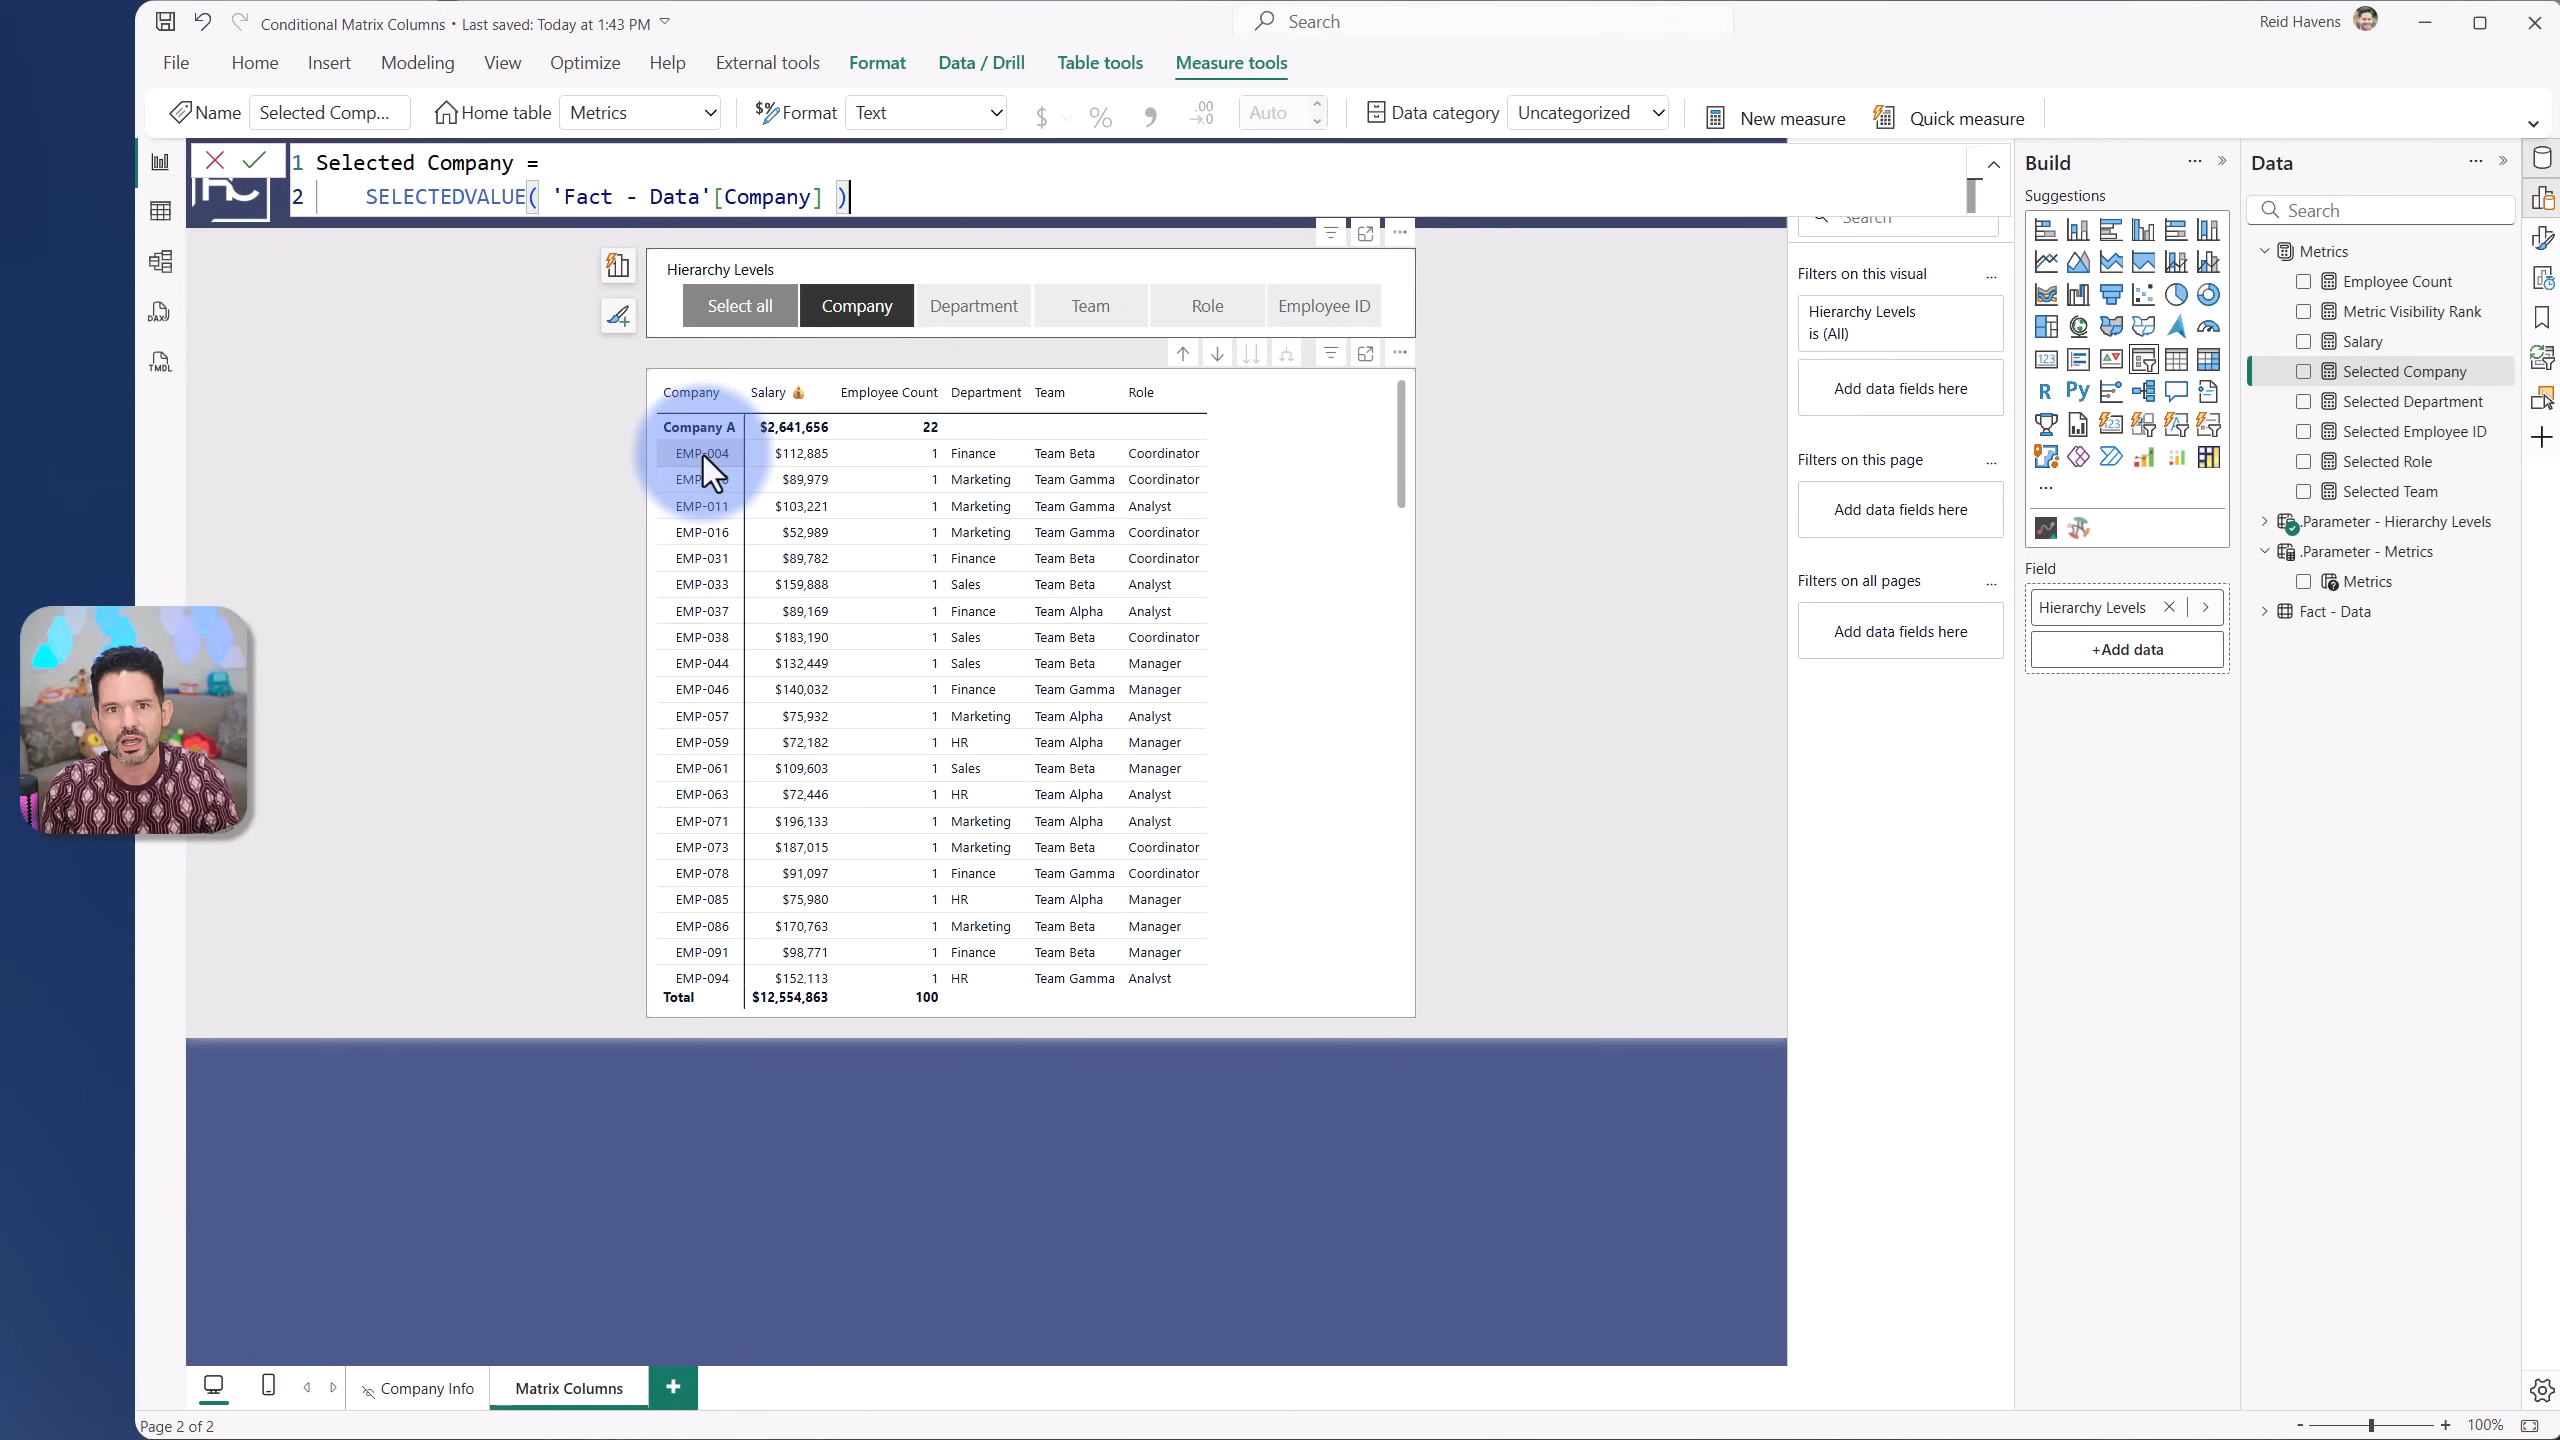 Conditional Matrix Columns • Last saved: Today at 1:43 PM
Search
Reid Havens
File Home Insert Modeling View Optimize Help External tools Format Data / Drill Table tools Measure tools
Name Selected Comp... Home table Metrics Format Text $ % Auto Data category Uncategorized New measure Quick measure
1 Selected Company =
2 SELECTEDVALUE( 'Fact - Data'[Company] )
Hierarchy Levels
Select all Company Department Team Role Employee ID
Company Salary 💰 Employee Count Department Team Role
Company A $2,641,656 22
EMP-004 $112,885 1 Finance Team Beta Coordinator
$89,979 1 Marketing Team Gamma Coordinator
EMP-011 $103,221 1 Marketing Team Gamma Analyst
EMP-016 $52,989 1 Marketing Team Gamma Coordinator
EMP-031 $89,782 1 Finance Team Beta Coordinator
EMP-033 $159,888 1 Sales Team Beta Analyst
EMP-037 $89,169 1 Finance Team Alpha Analyst
EMP-038 $183,190 1 Sales Team Beta Coordinator
EMP-044 $132,449 1 Sales Team Beta Manager
EMP-046 $140,032 1 Finance Team Gamma Manager
EMP-057 $75,932 1 Marketing Team Alpha Analyst
EMP-059 $72,182 1 HR Team Alpha Manager
EMP-061 $109,603 1 Sales Team Beta Manager
EMP-063 $72,446 1 HR Team Alpha Analyst
EMP-071 $196,133 1 Marketing Team Alpha Analyst
EMP-073 $187,015 1 Marketing Team Beta Coordinator
EMP-078 $91,097 1 Finance Team Gamma Coordinator
EMP-085 $75,980 1 HR Team Alpha Manager
EMP-086 $170,763 1 Marketing Team Beta Manager
EMP-091 $98,771 1 Finance Team Beta Manager
EMP-094 $152,113 1 HR Team Gamma Analyst
Total $12,554,863 100
Search
Filters on this visual ...
Hierarchy Levels
is (All)
Add data fields here
Filters on this page ...
Add data fields here
Filters on all pages ...
Add data fields here
Build
Suggestions
R Py
Field
Hierarchy Levels
+Add data
Data
Search
Metrics
Employee Count
Metric Visibility Rank
Salary
Selected Company
Selected Department
Selected Employee ID
Selected Role
Selected Team
.Parameter - Hierarchy Levels
.Parameter - Metrics
Metrics
Fact - Data
DAX
TMDL
Company Info Matrix Columns +
Page 2 of 2
- + 100%